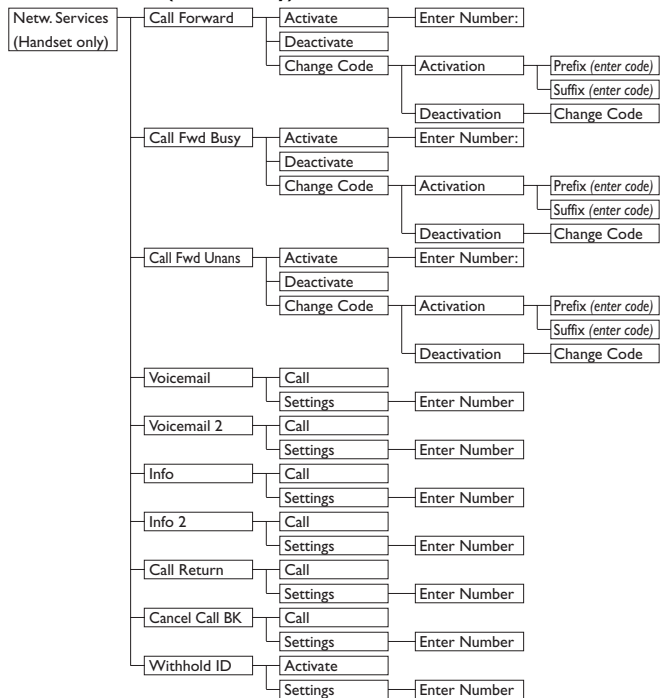 Netw. Services Call Forward Activate Enter Number:
(Handset only) Deactivate
Change Code Activation Prefix (enter code)
Suffix (enter code)
Deactivation Change Code
Call Fwd Busy Activate Enter Number:
Deactivate
Change Code Activation Prefix (enter code)
Suffix (enter code)
Deactivation Change Code
Call Fwd Unans Activate Enter Number:
Deactivate
Change Code Activation Prefix (enter code)
Suffix (enter code)
Deactivation Change Code
Voicemail Call
Settings Enter Number
Voicemail 2 Call
Settings Enter Number
Info Call
Settings Enter Number
Info 2 Call
Settings Enter Number
Call Return Call
Settings Enter Number
Cancel Call BK Call
Settings Enter Number
Withhold ID Activate
Settings Enter Number